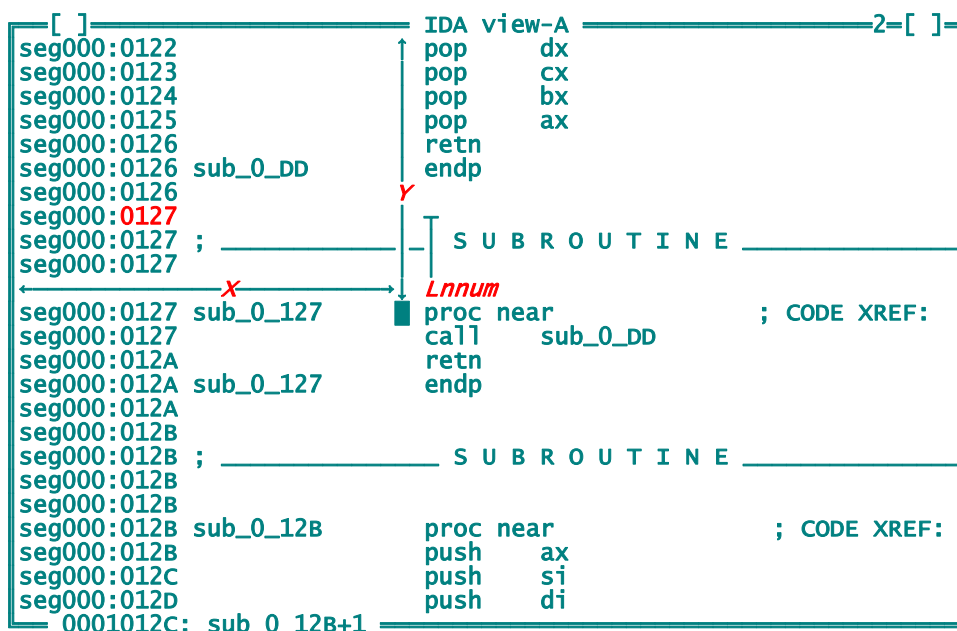 [ ] IDA view-A 2=[ ]
seg000:0122 pop dx
seg000:0123 pop cx
seg000:0124 pop bx
seg000:0125 pop ax
seg000:0126 retn
seg000:0126 sub_0_DD endp
seg000:0126 Y
seg000:0127
seg000:0127 ; ____________ _ S U B R O U T I N E _______________
seg000:0127
X Lnnum
seg000:0127 sub_0_127 proc near ; CODE XREF:
seg000:0127 call sub_0_DD
seg000:012A retn
seg000:012A sub_0_127 endp
seg000:012A
seg000:012B
seg000:012B ; _______________ S U B R O U T I N E _______________
seg000:012B
seg000:012B
seg000:012B sub_0_12B proc near ; CODE XREF:
seg000:012B push ax
seg000:012C push si
seg000:012D push di
0001012C: sub_0_12B+1